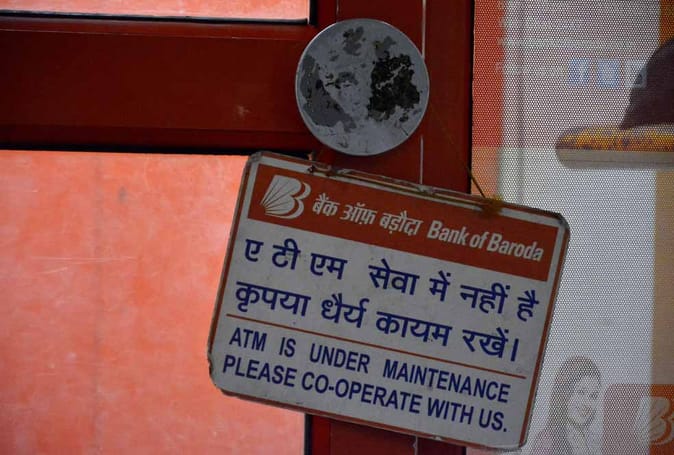 बैंक ऑफ़ बड़ौदा Bank of Baroda
ए टी एम सेवा में नहीं है
कृपया धैर्य कायम रखें।
ATM IS UNDER MAINTENANCE
PLEASE CO-OPERATE WITH US.